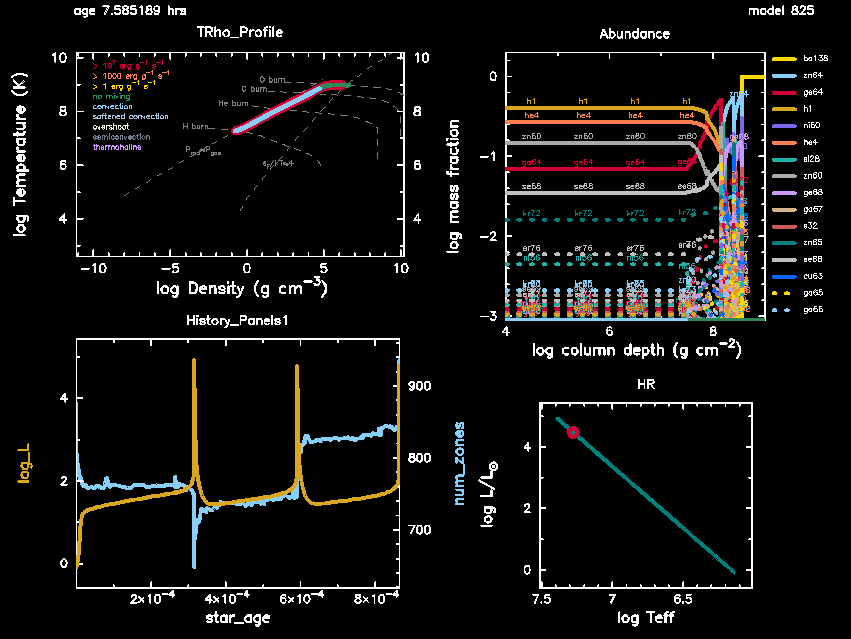 age 7.585189 hrs
model 825
TRho_Profile
log Temperature (K)
10
8
6
4
> 10⁷ erg g⁻¹ s⁻¹
> 1000 erg g⁻¹ s⁻¹
> 1 erg g⁻¹ s⁻¹
no mixing
convection
softened convection
overshoot
semiconvection
thermohaline
O burn
C burn
He burn
H burn
10
8
6
4
−10
−5
0
5
10
log Density (g cm⁻³)
Abundance
log mass fraction
0
−1
−2
−3
h1 h1 h1 h1
he4 he4 he4 he4
zn60 zn60 zn60 zn60
ge64 ge64 ge64
se68 se68 se68 se68
kr72 kr72 kr72 kr72
sr76 sr76 sr76 sr76
ni56 ni56 ni56
4
6
8
log column depth (g cm⁻²)
ba138
zn64
ge64
h1
ni60
he4
si28
zn60
ge68
ga67
s32
zn65
se68
cu63
ga65
ge66
History_Panels1
log_L
4
2
0
900
800
700
num_zones
2×10⁻⁴
4×10⁻⁴
6×10⁻⁴
8×10⁻⁴
star_age
HR
log L/L☉
4
2
0
7.5
7
6.5
log Teff